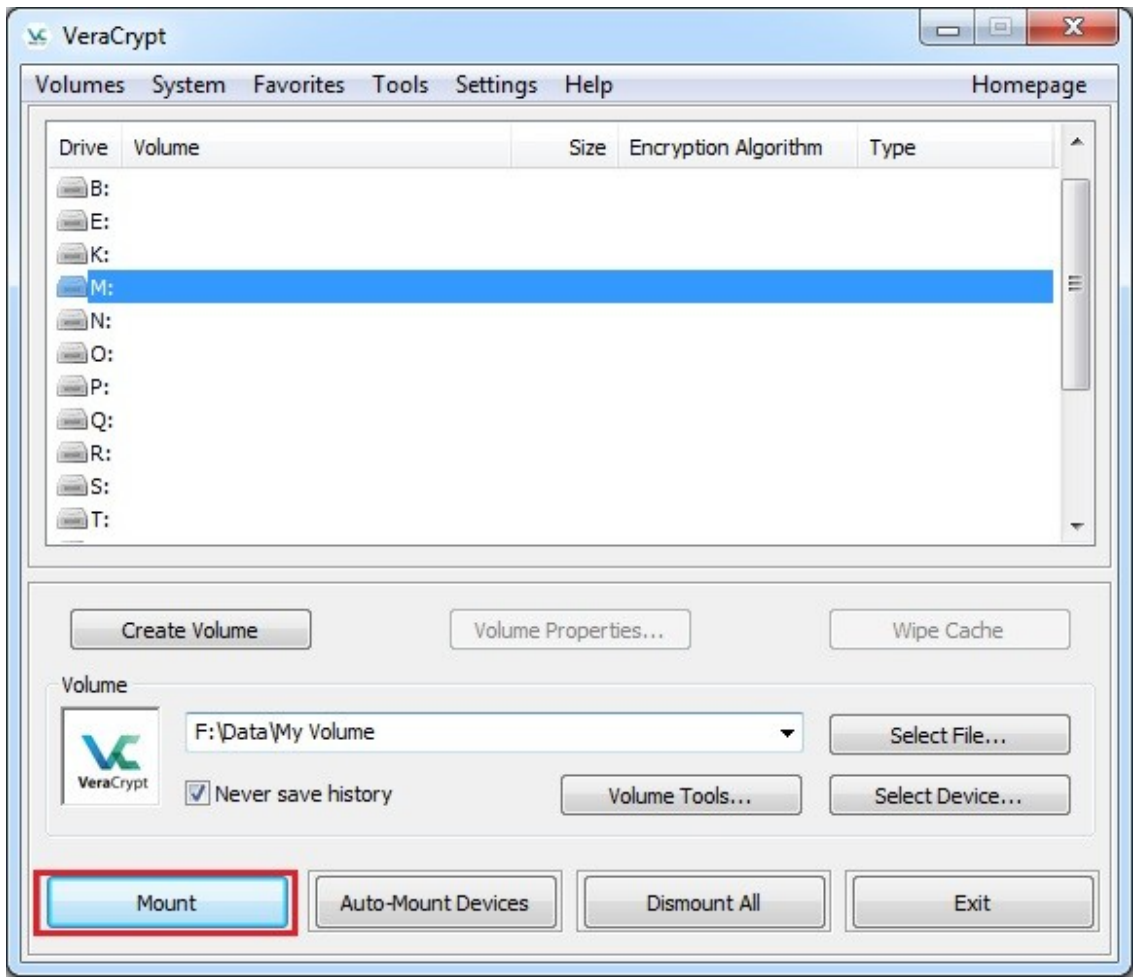 VeraCrypt
Volumes System Favorites Tools Settings Help Homepage
Drive Volume Size Encryption Algorithm Type
B:
E:
K:
M:
N:
O:
P:
Q:
R:
S:
T:
Create Volume Volume Properties... Wipe Cache
Volume
F:\Data\My Volume Select File...
VeraCrypt
Never save history Volume Tools... Select Device...
Mount Auto-Mount Devices Dismount All Exit